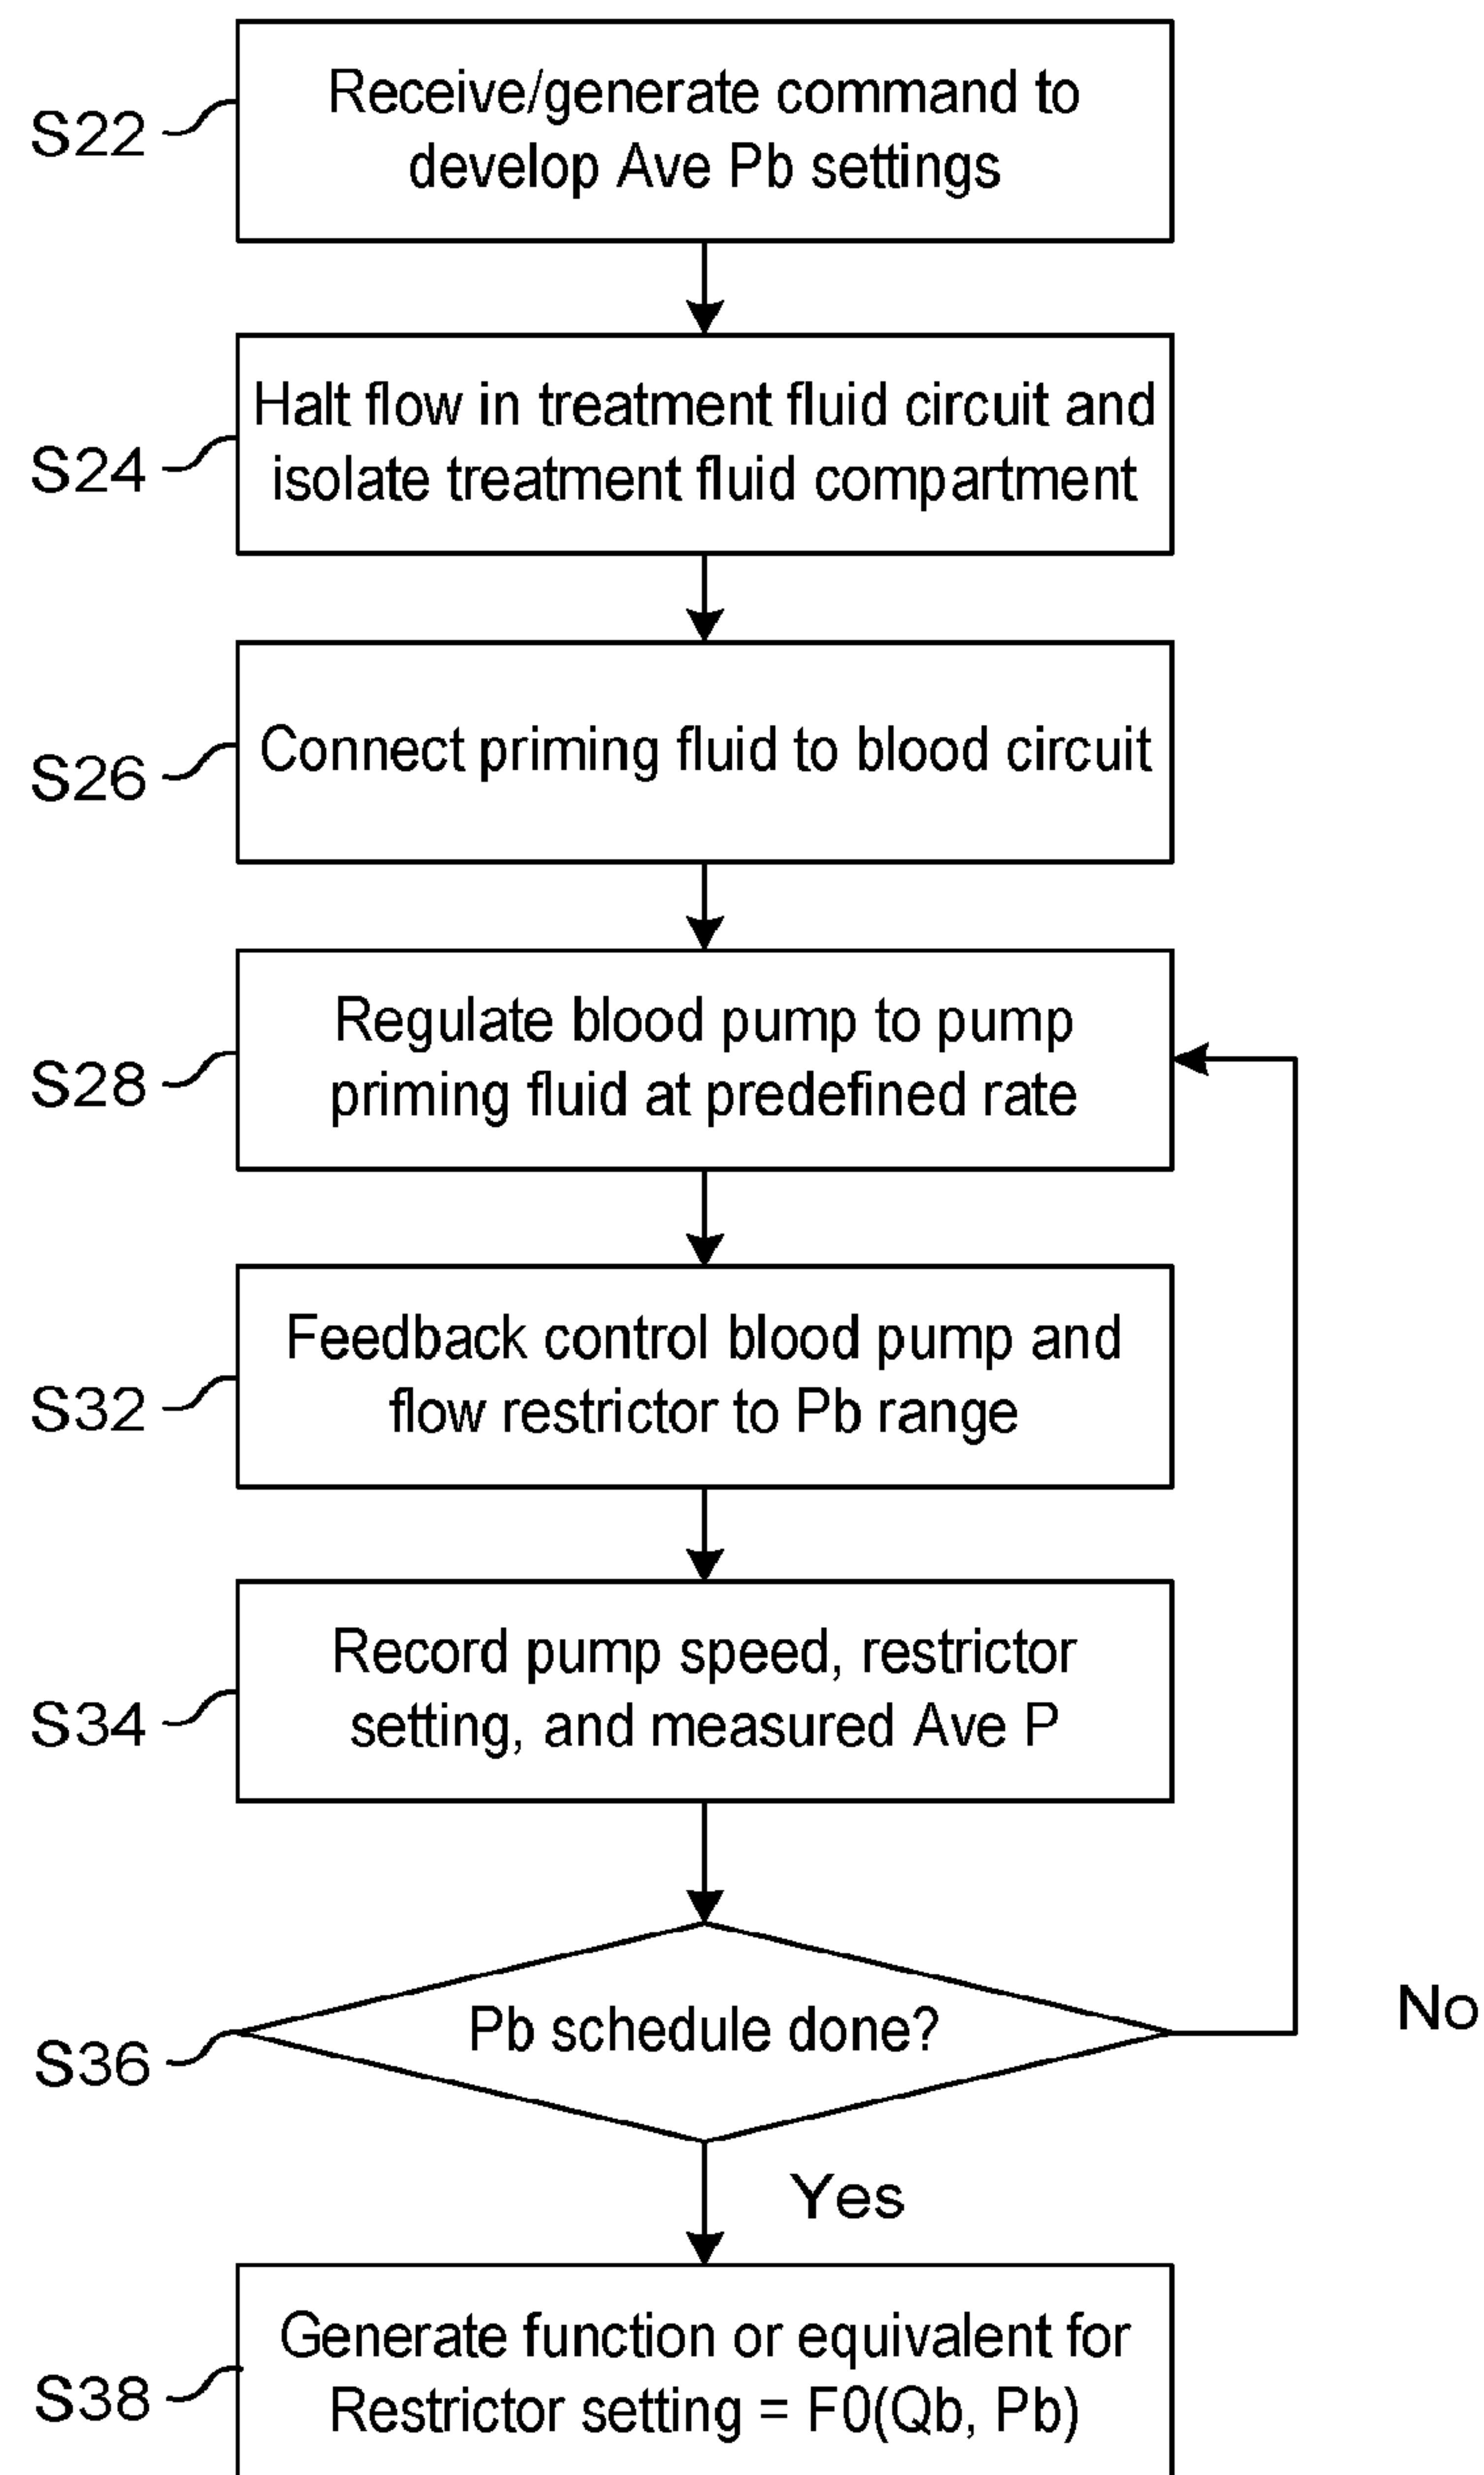 Receive/generate command to
develop Ave Pb settings
S22
Halt flow in treatment fluid circuit and
isolate treatment fluid compartment
S24
Connect priming fluid to blood circuit
S26
Regulate blood pump to pump
priming fluid at predefined rate
S28
Feedback control blood pump and
flow restrictor to Pb range
S32
Record pump speed, restrictor
setting, and measured Ave P
S34
Pb schedule done?
No
S36
Yes
Generate function or equivalent for
Restrictor setting = F0(Qb, Pb)
S38